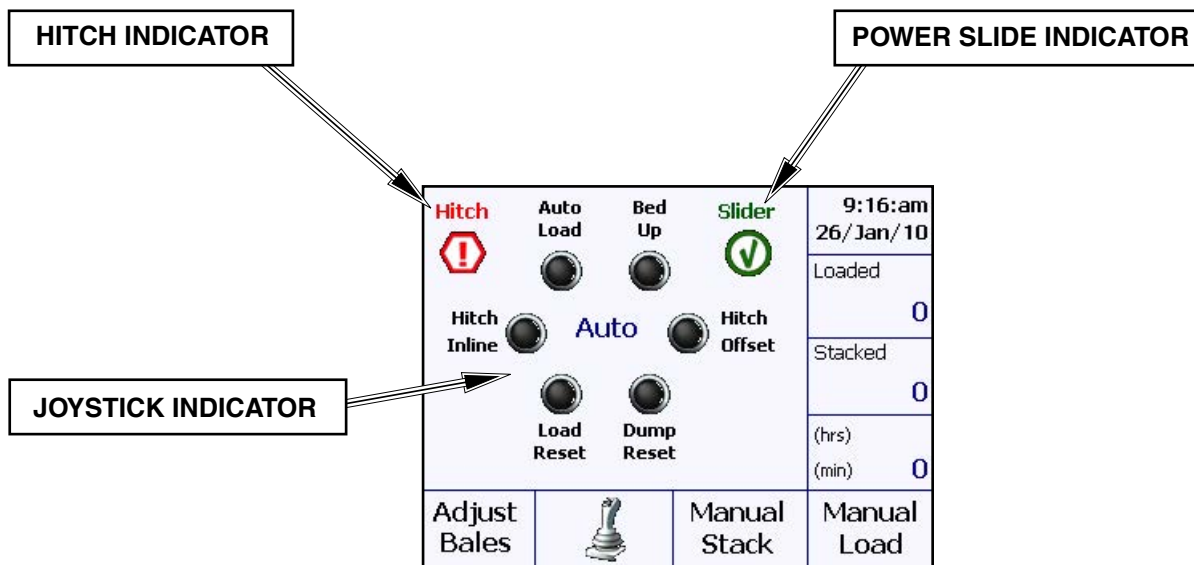 HITCH INDICATOR
POWER SLIDE INDICATOR
JOYSTICK INDICATOR
Hitch
Auto
Load
Bed
Up
Slider
9:16:am
26/Jan/10
Loaded
0
Hitch
Inline
Auto
Hitch
Offset
Stacked
0
Load
Reset
Dump
Reset
(hrs)
(min) 0
Adjust
Bales
Manual
Stack
Manual
Load